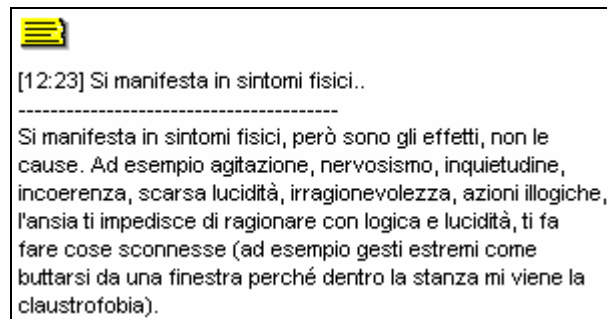 [12:23] Si manifesta in sintomi fisici..
----------------------------------------
Si manifesta in sintomi fisici, però sono gli effetti, non le
cause. Ad esempio agitazione, nervosismo, inquietudine,
incoerenza, scarsa lucidità, irragionevolezza, azioni illogiche,
l'ansia ti impedisce di ragionare con logica e lucidità, ti fa
fare cose sconnesse (ad esempio gesti estremi come
buttarsi da una finestra perché dentro la stanza mi viene la
claustrofobia).